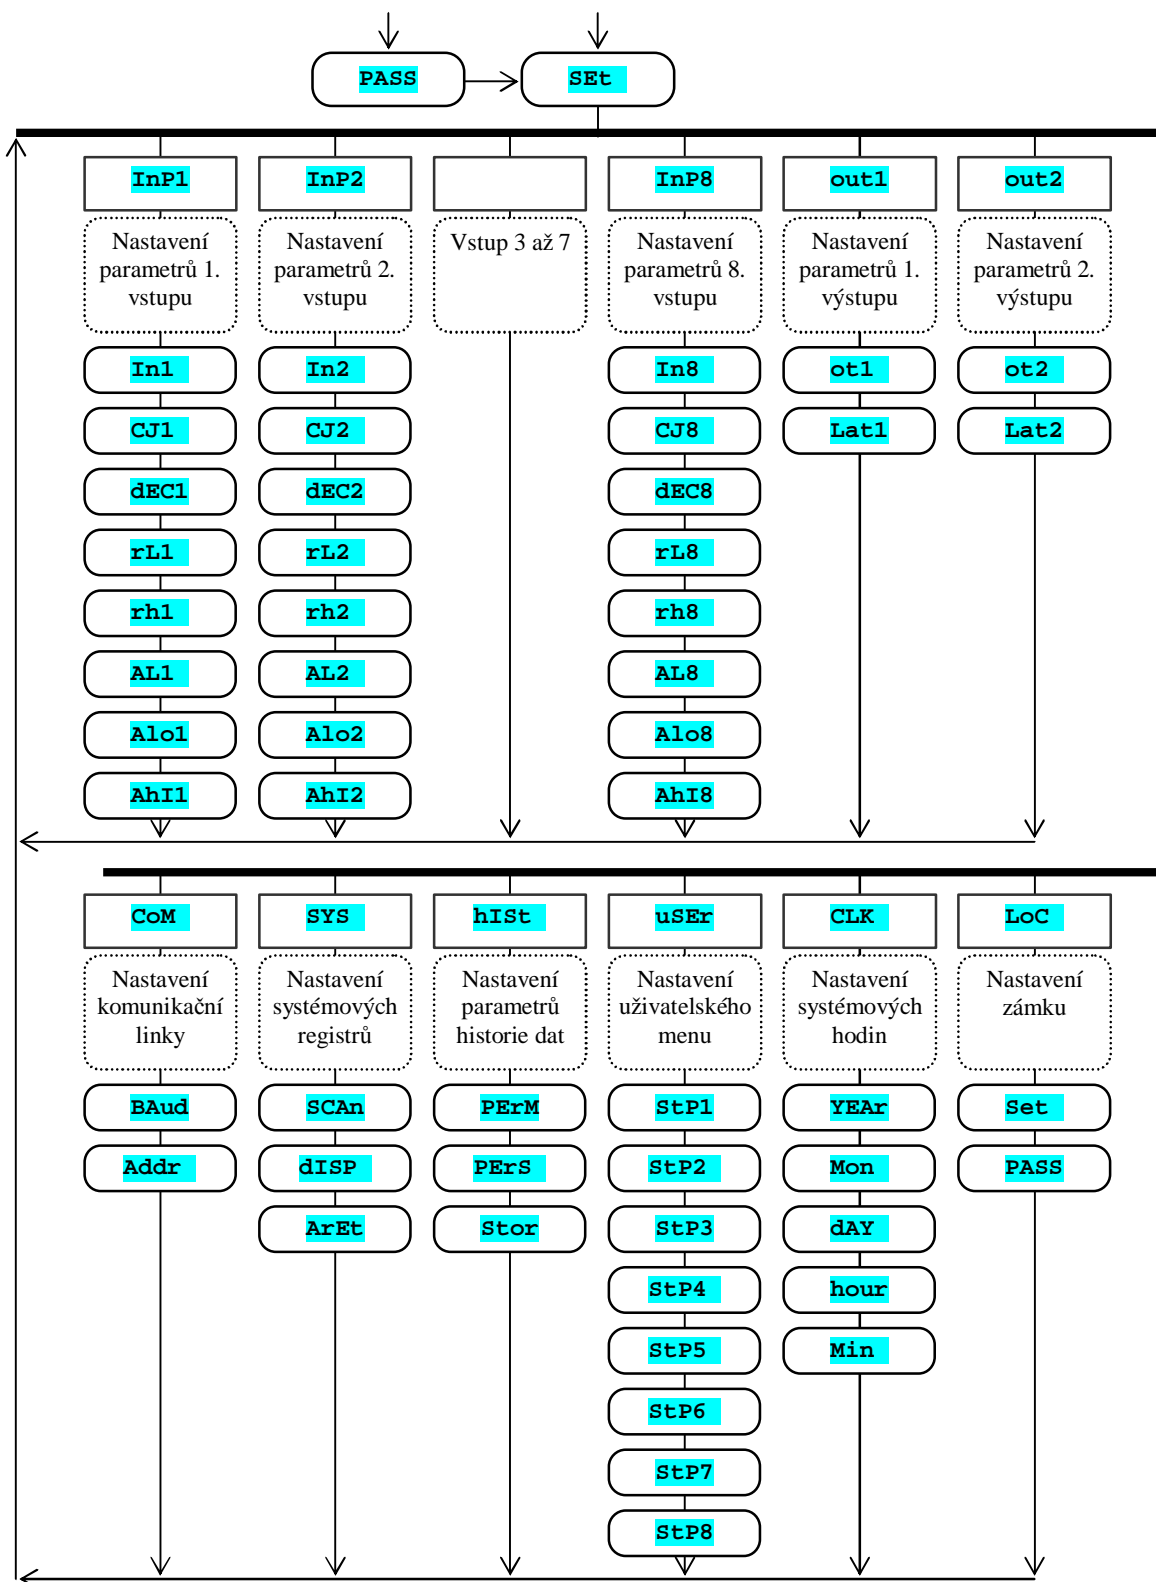 PASS SEt
InP1 InP2 InP8 out1 out2
Nastavení
parametrů 1.
vstupu
Nastavení
parametrů 2.
vstupu
Vstup 3 až 7
Nastavení
parametrů 8.
vstupu
Nastavení
parametrů 1.
výstupu
Nastavení
parametrů 2.
výstupu
In1 In2 In8 ot1 ot2
CJ1 CJ2 CJ8 Lat1 Lat2
dEC1 dEC2 dEC8
rL1 rL2 rL8
rh1 rh2 rh8
AL1 AL2 AL8
Alo1 Alo2 Alo8
AhI1 AhI2 AhI8
CoM SYS hISt uSEr CLK LoC
Nastavení
komunikační
linky
Nastavení
systémových
registrů
Nastavení
parametrů
historie dat
Nastavení
uživatelského
menu
Nastavení
systémových
hodin
Nastavení
zámku
BAud SCAn PErM StP1 YEAr Set
Addr dISP PErS StP2 Mon PASS
ArEt Stor StP3 dAY
StP4 hour
StP5 Min
StP6
StP7
StP8